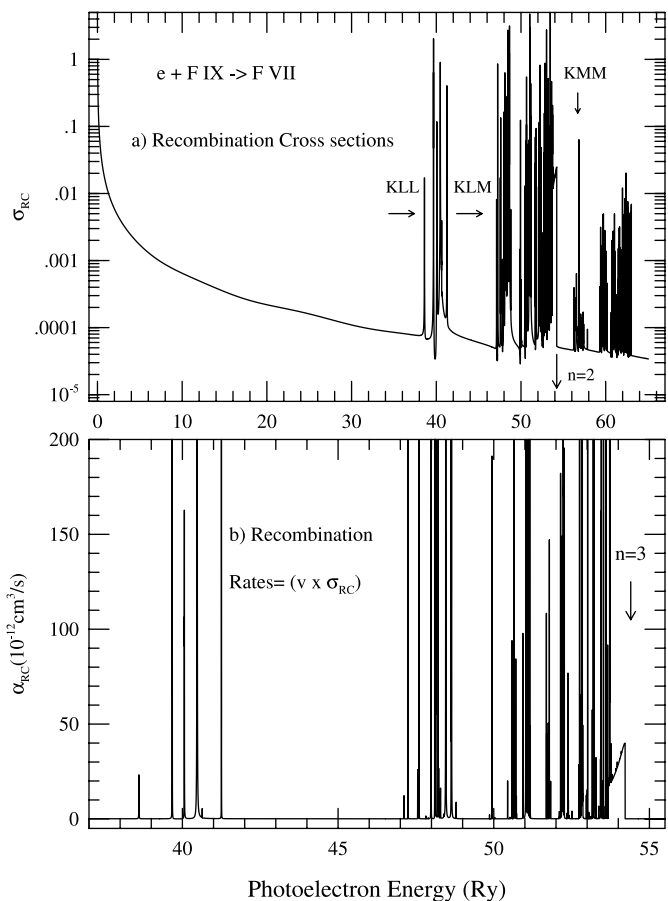 1
.1
.01
.001
.0001
10⁻⁵
σRC
e + F IX -> F VII
a) Recombination Cross sections
KMM
KLL
KLM
n=2
0 10 20 30 40 50 60
200
150
100
50
0
αRC(10⁻¹²cm³/s)
b) Recombination
Rates= (v x σRC)
n=3
40 45 50 55
Photoelectron Energy (Ry)